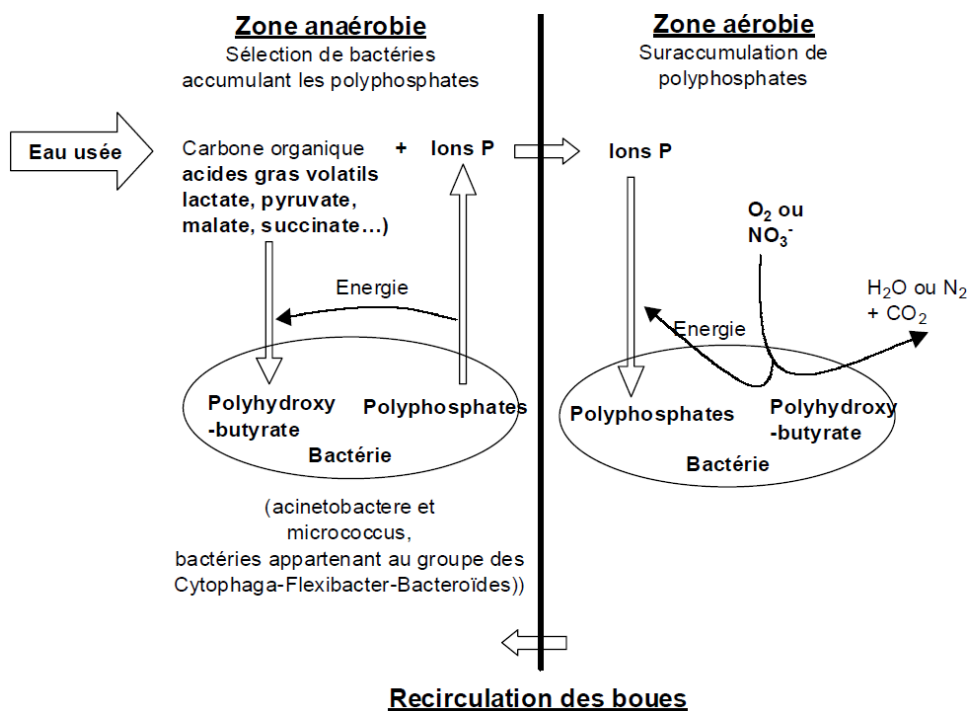 Zone anaérobie
Sélection de bactéries
accumulant les polyphosphates
Zone aérobie
Suraccumulation de
polyphosphates
Eau usée
Carbone organique + Ions P
acides gras volatils
lactate, pyruvate,
malate, succinate…)
Ions P
O₂ ou
NO₃⁻
Energie
Energie
H₂O ou N₂
+ CO₂
Polyhydroxy
-butyrate
Polyphosphates
Bactérie
Polyphosphates
Polyhydroxy
-butyrate
Bactérie
(acinetobactere et
micrococcus,
bactéries appartenant au groupe des
Cytophaga-Flexibacter-Bacteroïdes))
Recirculation des boues